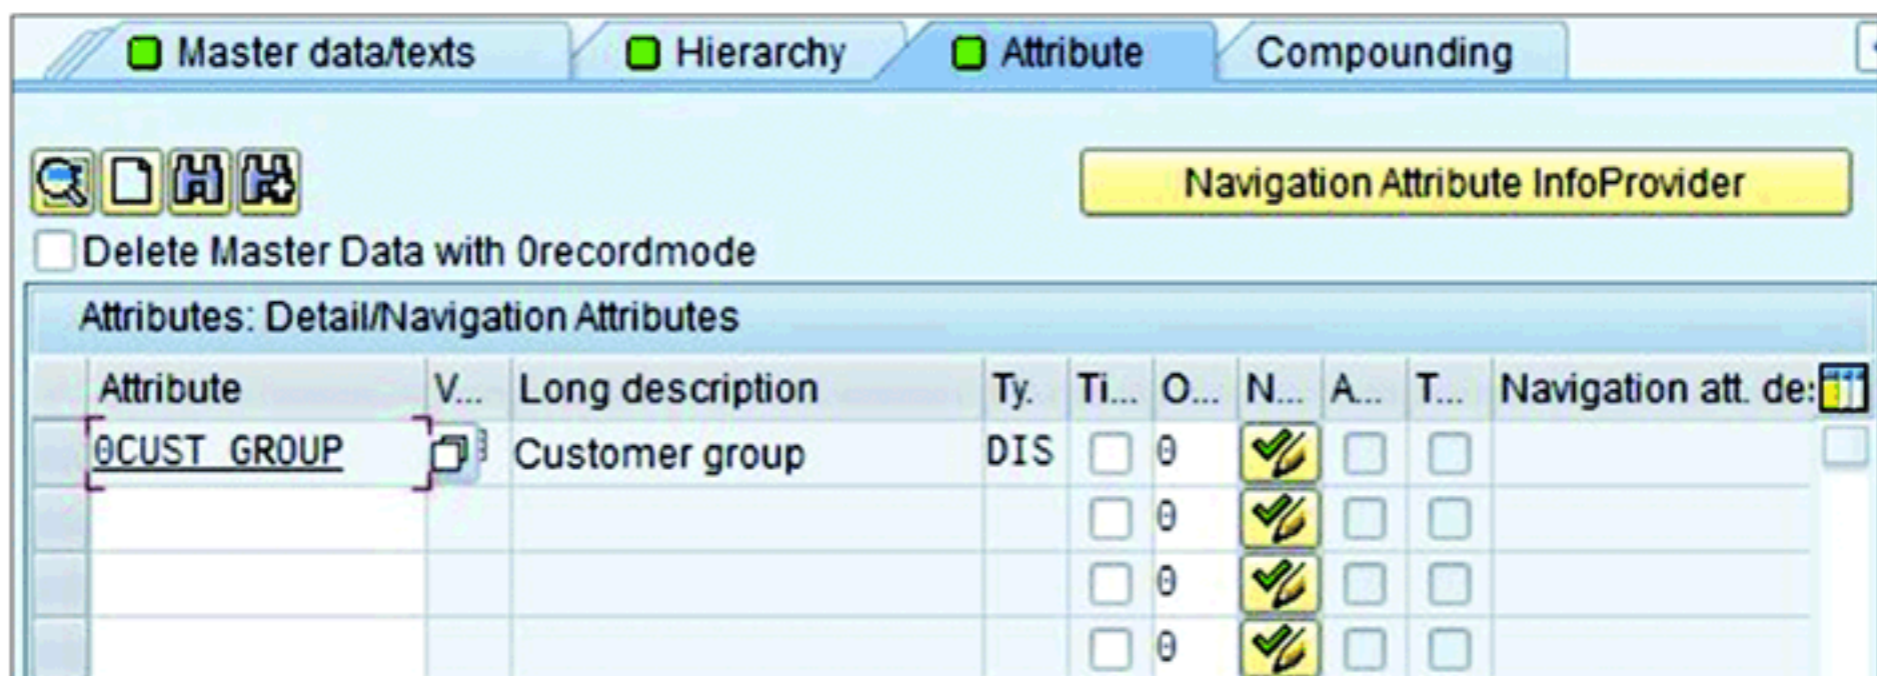 Master data/texts Hierarchy Attribute Compounding
Navigation Attribute InfoProvider
Delete Master Data with 0recordmode
Attributes: Detail/Navigation Attributes
Attribute V... Long description Ty. Ti... O... N... A... T... Navigation att. de
0CUST_GROUP Customer group DIS 0
0
0
0